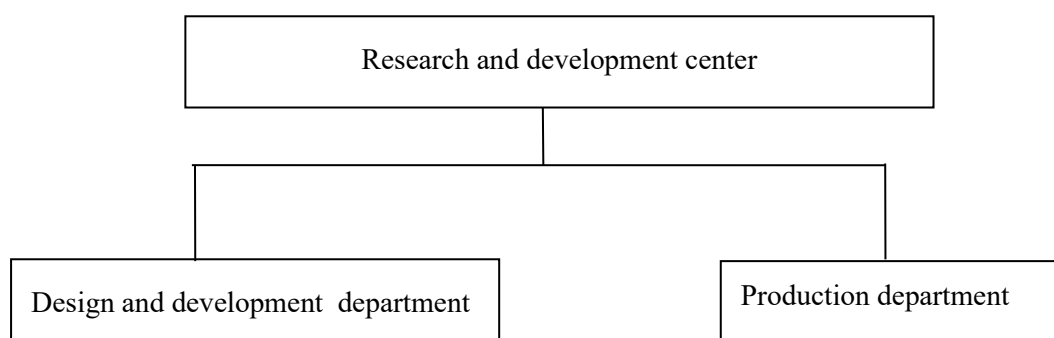 Research and development center
Design and development department
Production department